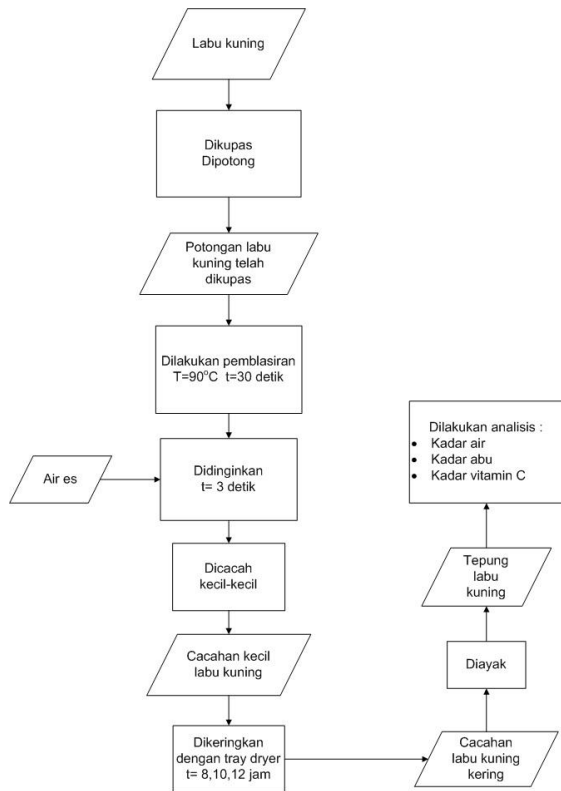 Labu kuning
Dikupas
Dipotong
Potongan labu
kuning telah
dikupas
Dilakukan pemblasiran
T=90°C t=30 detik
Air es
Didinginkan
t= 3 detik
Dicacah
kecil-kecil
Cacahan kecil
labu kuning
Dikeringkan
dengan tray dryer
t= 8,10,12 jam
Cacahan
labu kuning
kering
Diayak
Tepung
labu
kuning
Dilakukan analisis :
• Kadar air
• Kadar abu
• Kadar vitamin C